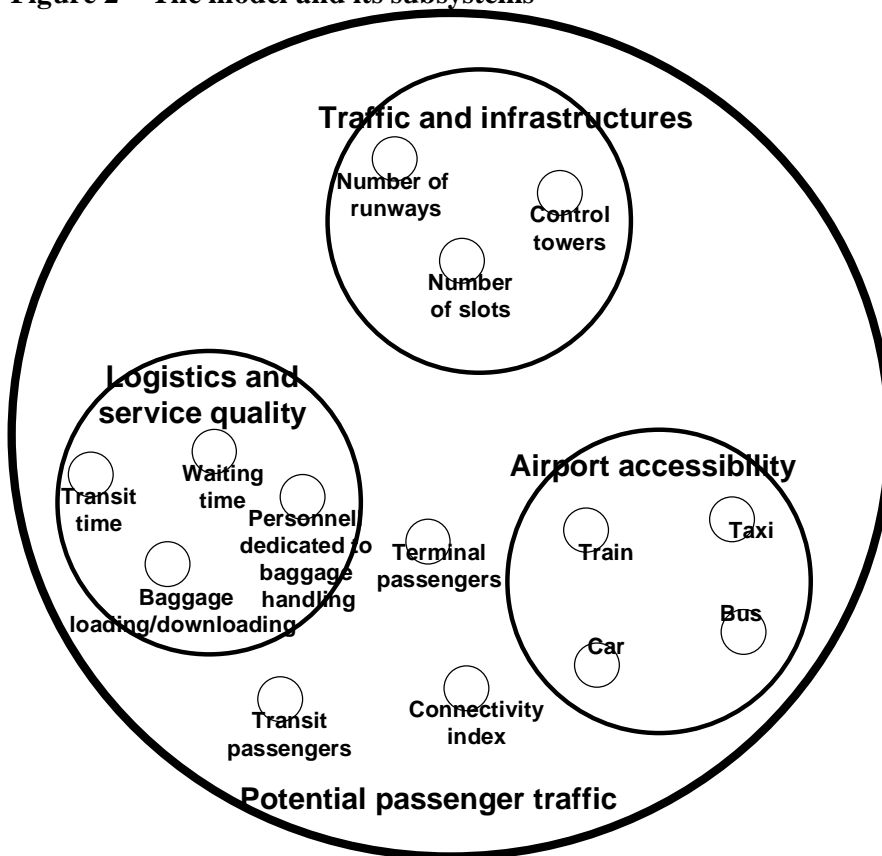 Figure 2 The model and its subsystems
Traffic and infrastructures
Number of
runways
Control
towers
Number
of slots
Logistics and
service quality
Waiting
time
Transit
time
Personnel
dedicated to
baggage
handling
Baggage
loading/downloading
Airport accessibility
Taxi
Train
Bus
Car
Terminal
passengers
Transit
passengers
Connectivity
index
Potential passenger traffic